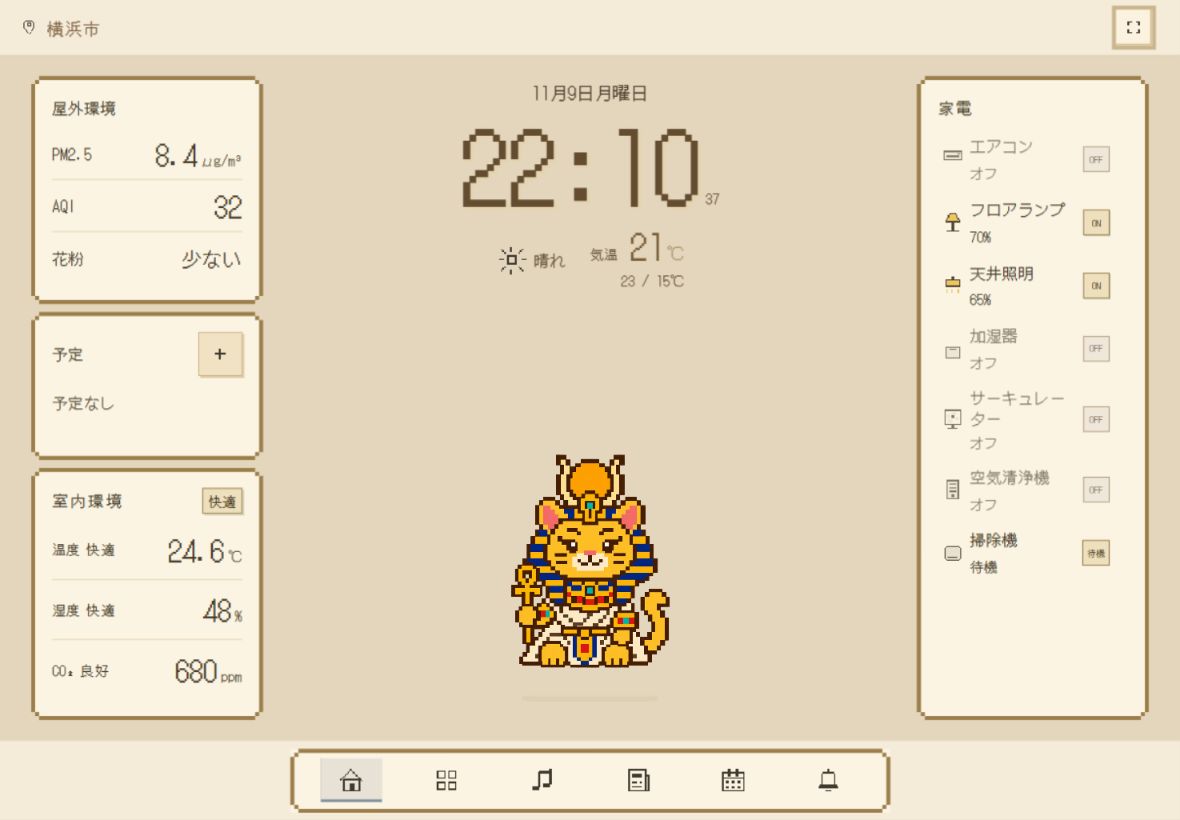 横浜市
屋外環境
PM2.5 8.4 μg/m³
AQI 32
花粉 少ない
予定 +
予定なし
室内環境 快適
温度 快適 24.6℃
湿度 快適 48%
CO₂ 良好 680ppm
11月9日月曜日
22:10 37
晴れ 気温 21℃
23 / 15℃
家電
エアコン
オフ
OFF
フロアランプ
70%
ON
天井照明
65%
ON
加湿器
オフ
OFF
サーキュレー
ター
オフ
OFF
空気清浄機
オフ
OFF
掃除機
待機
待機